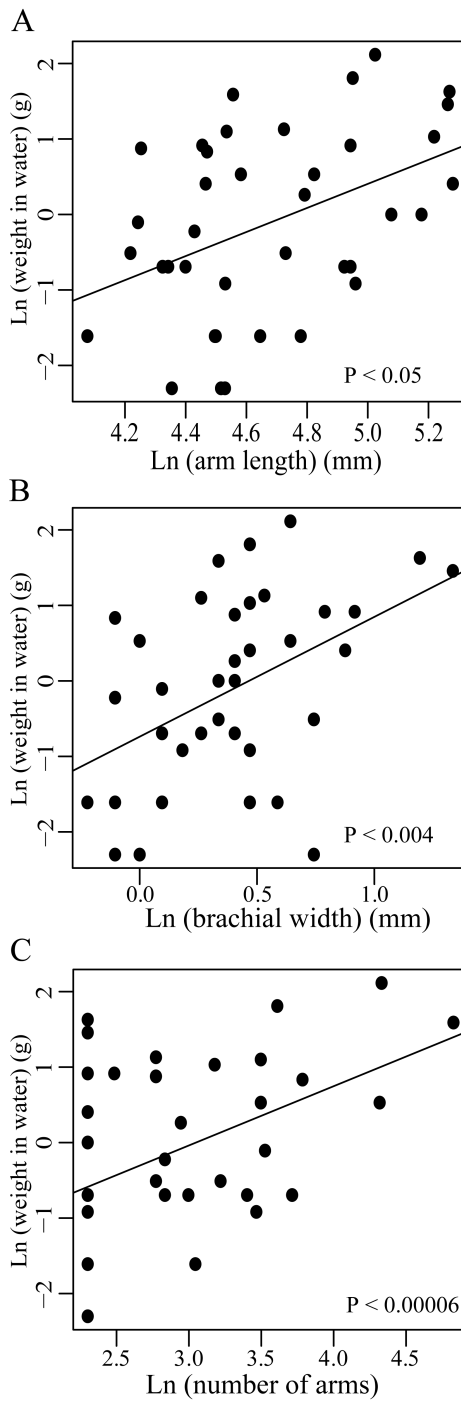 A
Ln (weight in water) (g)
2
1
0
−1
−2
P < 0.05
4.2 4.4 4.6 4.8 5.0 5.2
Ln (arm length) (mm)
B
Ln (weight in water) (g)
2
1
0
−1
−2
P < 0.004
0.0 0.5 1.0
Ln (brachial width) (mm)
C
Ln (weight in water) (g)
2
1
0
−1
−2
P < 0.00006
2.5 3.0 3.5 4.0 4.5
Ln (number of arms)